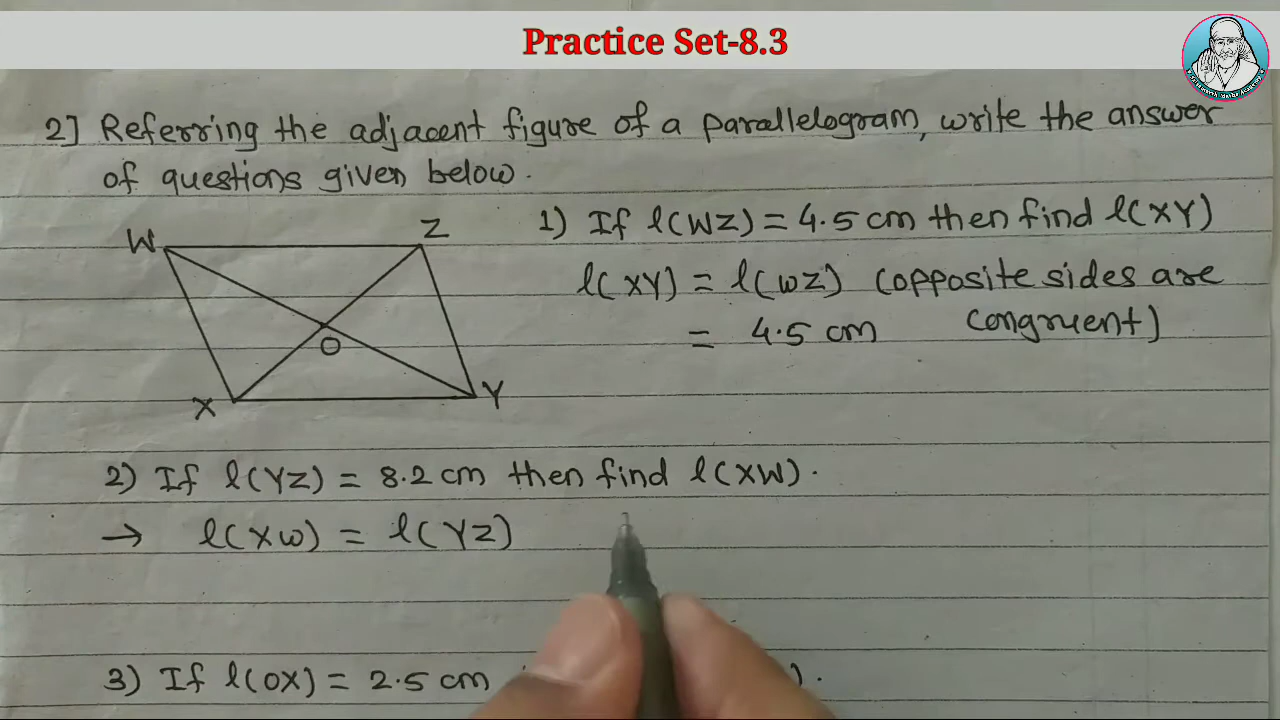 Practice Set-8.3
2] Referring the adjacent figure of a parallelogram, write the answer
of questions given below.
W
Z
O
X
Y
1) If l(WZ) = 4.5 cm then find l(XY)
l(XY) = l(WZ) (opposite sides are
= 4.5 cm congruent)
2) If l(YZ) = 8.2 cm then find l(XW).
→ l(XW) = l(YZ)
3) If l(OX) = 2.5 cm ).